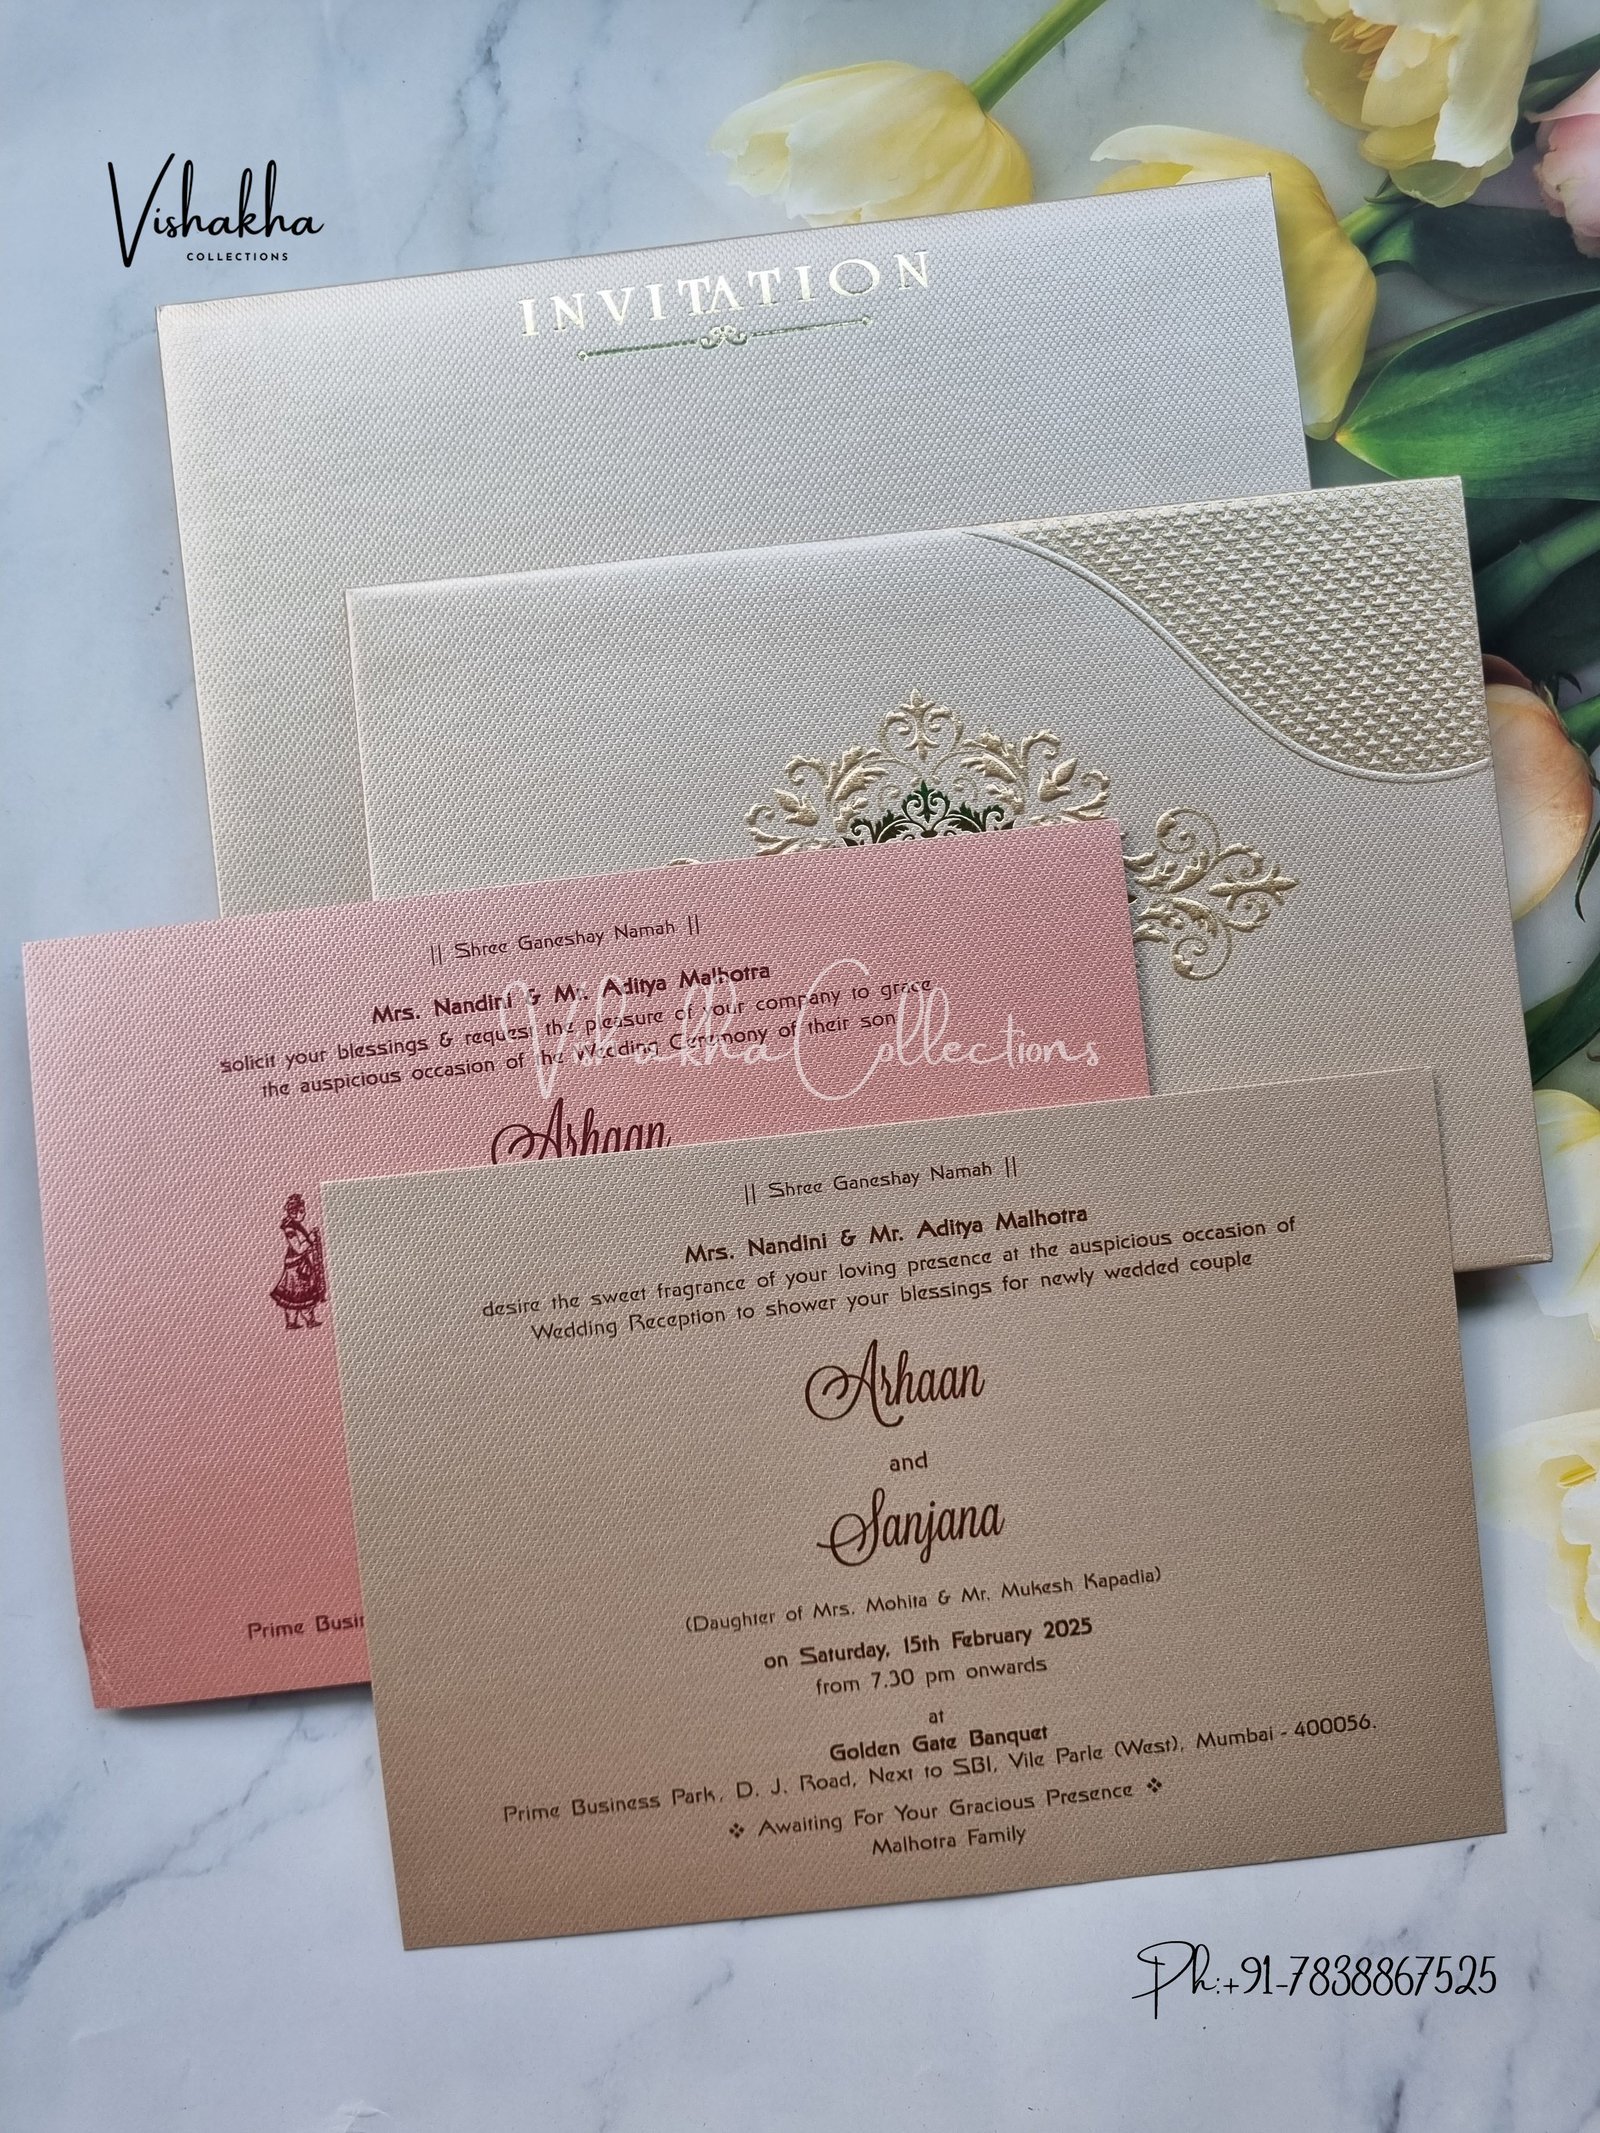 Vishakha
COLLECTIONS
INVITATION
|| Shree Ganeshay Namah ||
Mrs. Nandini & Mr. Aditya Malhotra
solicit your blessings & request the pleasure of your company to grace
the auspicious occasion of the Wedding Ceremony of their son
Arhaan
Prime Busin
Vishakha Collections
|| Shree Ganeshay Namah ||
Mrs. Nandini & Mr. Aditya Malhotra
desire the sweet fragrance of your loving presence at the auspicious occasion of
Wedding Reception to shower your blessings for newly wedded couple
Arhaan
and
Sanjana
(Daughter of Mrs. Mohita & Mr. Mukesh Kapadia)
on Saturday, 15th February 2025
from 7.30 pm onwards
at
Golden Gate Banquet
Prime Business Park, D. J. Road, Next to SBI, Vile Parle (West), Mumbai - 400056.
❖ Awaiting For Your Gracious Presence ❖
Malhotra Family
Ph:+91-7838867525